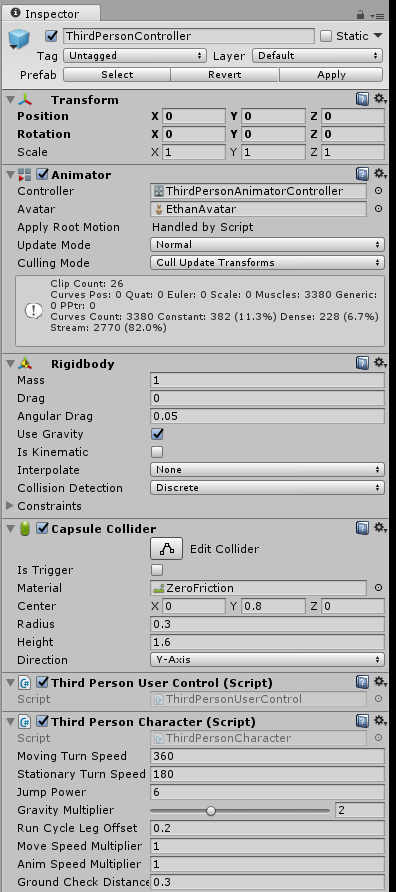 Inspector
ThirdPersonController Static
Tag Untagged Layer Default
Prefab Select Revert Apply
Transform
Position X 0 Y 0 Z 0
Rotation X 0 Y 0 Z 0
Scale X 1 Y 1 Z 1
Animator
Controller ThirdPersonAnimatorController
Avatar EthanAvatar
Apply Root Motion Handled by Script
Update Mode Normal
Culling Mode Cull Update Transforms
Clip Count: 26
Curves Pos: 0 Quat: 0 Euler: 0 Scale: 0 Muscles: 3380 Generic:
0 PPtr: 0
Curves Count: 3380 Constant: 382 (11.3%) Dense: 228 (6.7%)
Stream: 2770 (82.0%)
Rigidbody
Mass 1
Drag 0
Angular Drag 0.05
Use Gravity
Is Kinematic
Interpolate None
Collision Detection Discrete
Constraints
Capsule Collider
Edit Collider
Is Trigger
Material ZeroFriction
Center X 0 Y 0.8 Z 0
Radius 0.3
Height 1.6
Direction Y-Axis
Third Person User Control (Script)
Script ThirdPersonUserControl
Third Person Character (Script)
Script ThirdPersonCharacter
Moving Turn Speed 360
Stationary Turn Speed 180
Jump Power 6
Gravity Multiplier 2
Run Cycle Leg Offset 0.2
Move Speed Multiplier 1
Anim Speed Multiplier 1
Ground Check Distance 0.3